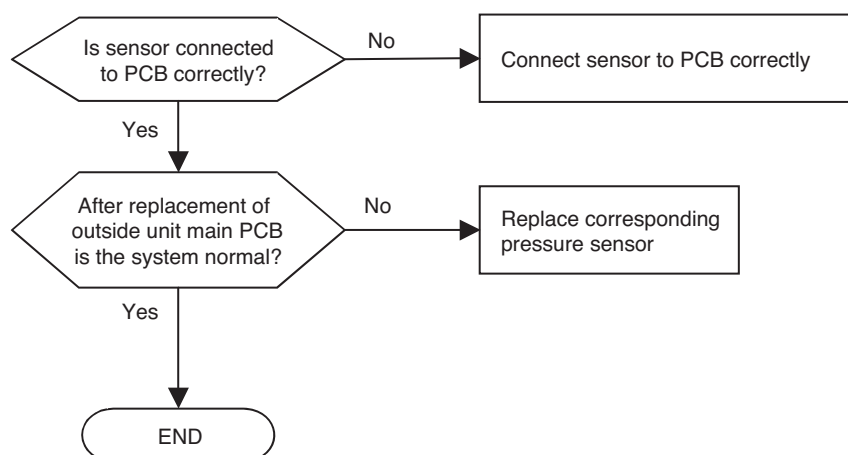 Is sensor connected
to PCB correctly?
No
Connect sensor to PCB correctly
Yes
After replacement of
outside unit main PCB
is the system normal?
No
Replace corresponding
pressure sensor
Yes
END